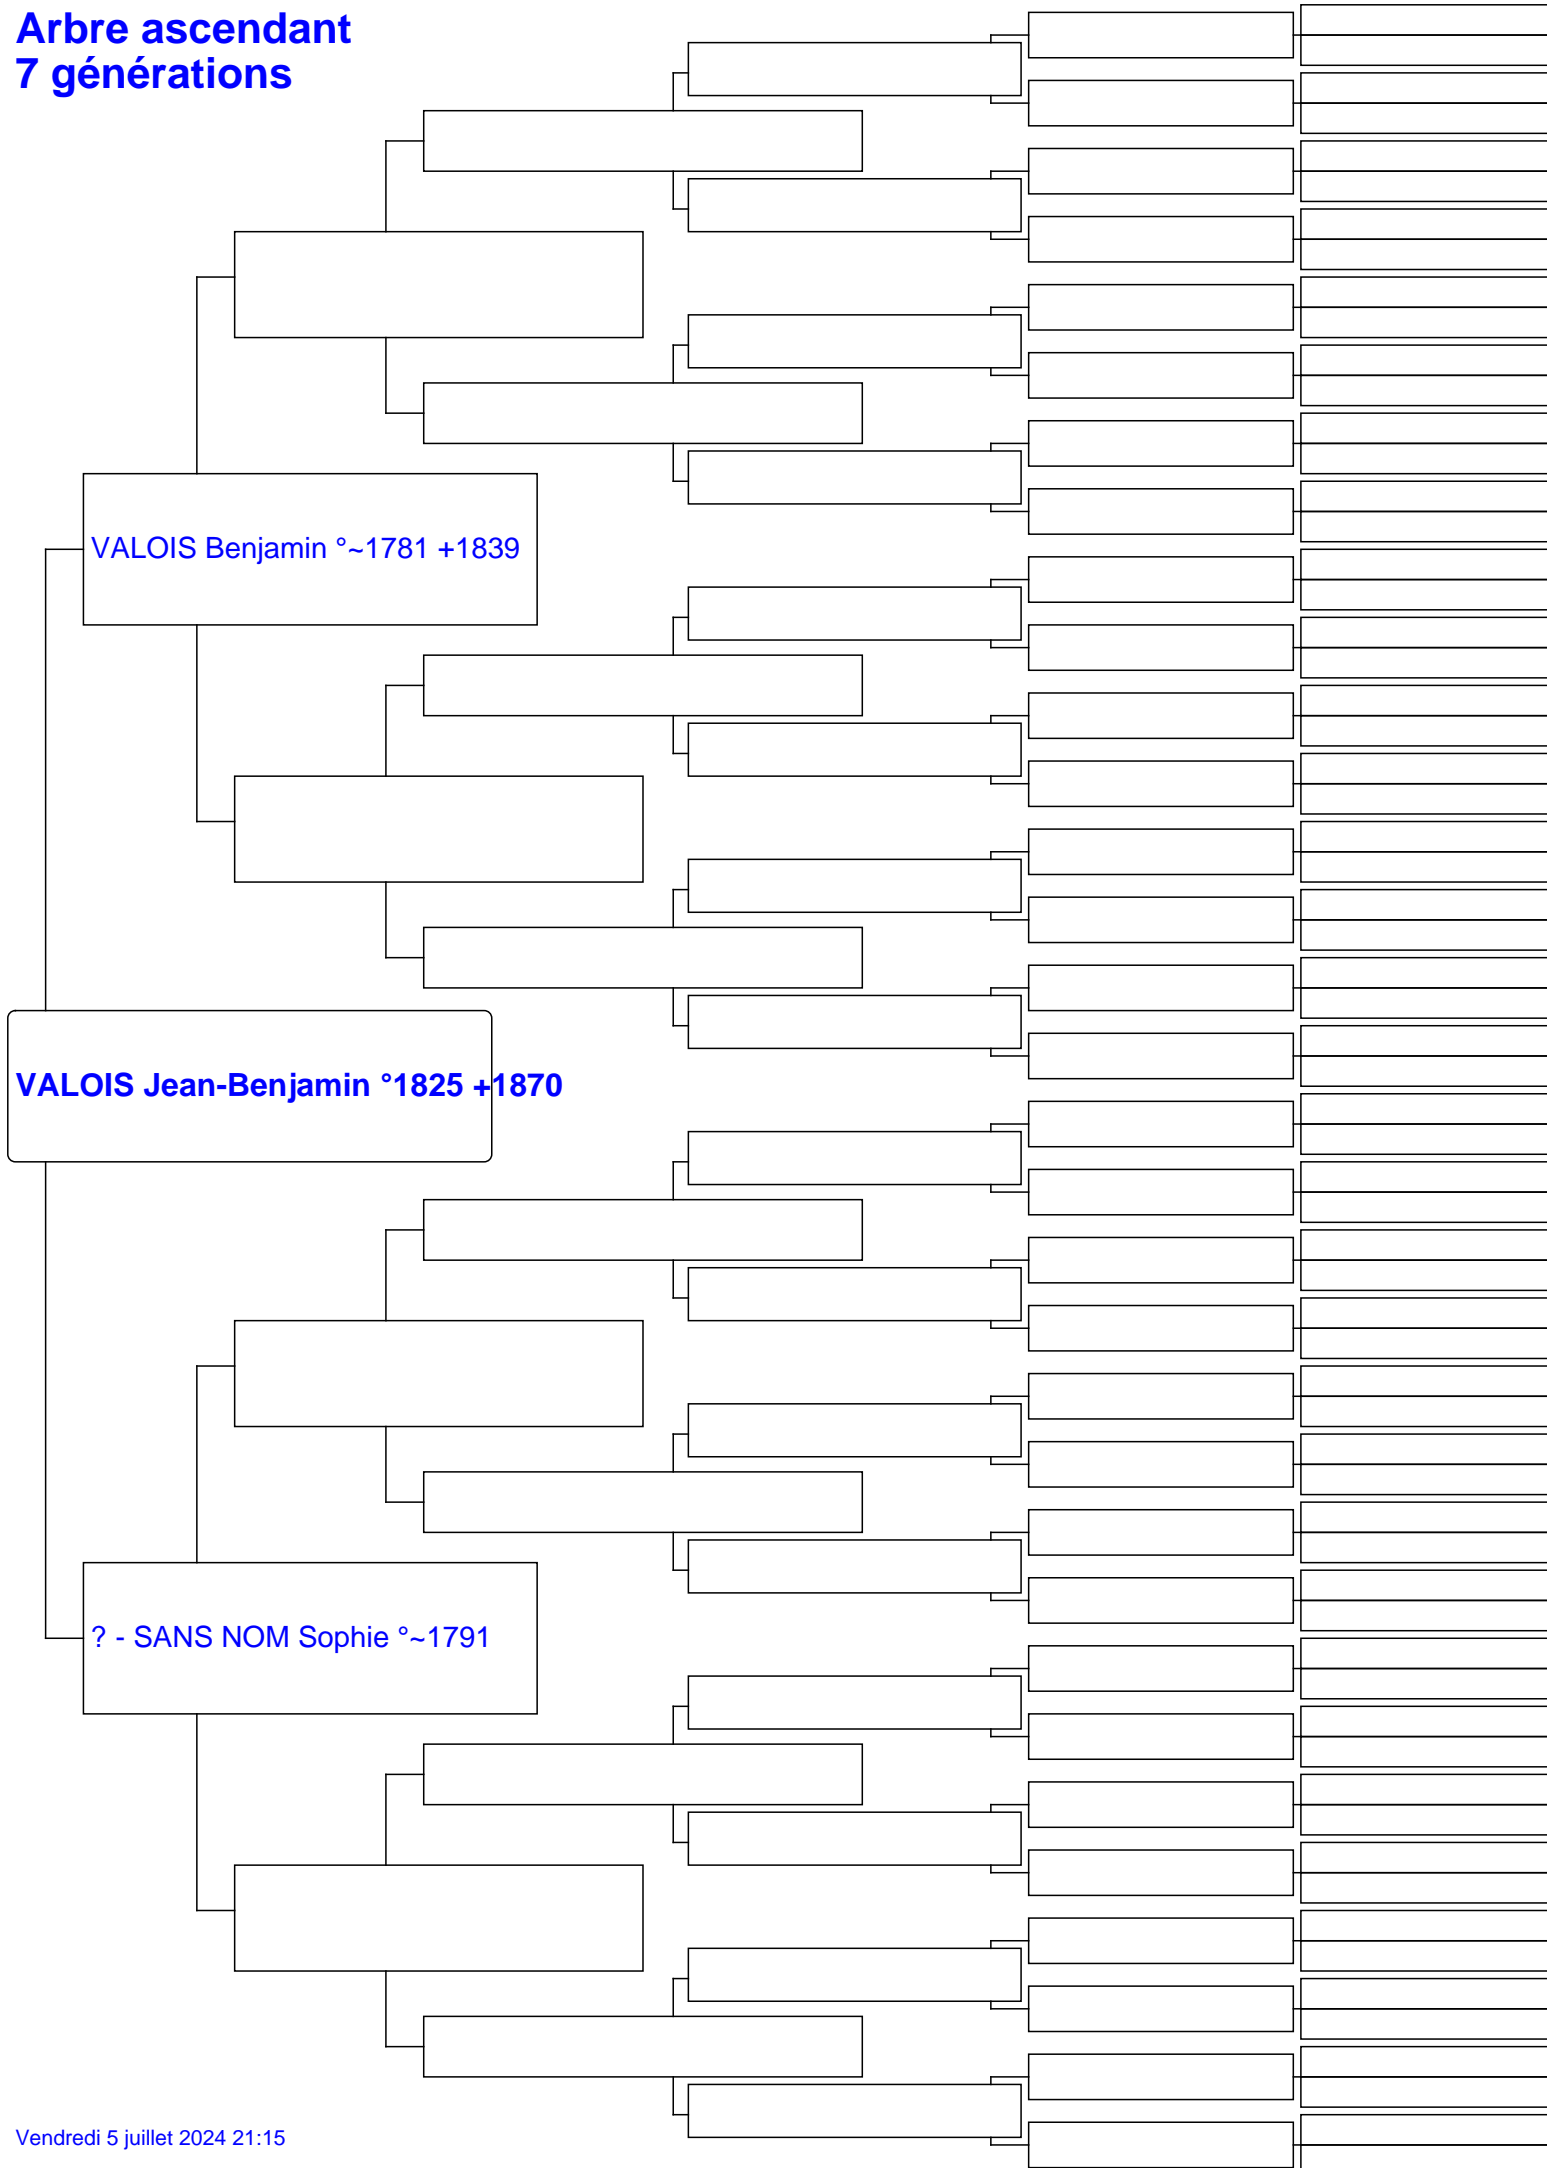 Arbre ascendant
7 générations
VALOIS Benjamin °~1781 +1839
VALOIS Jean-Benjamin °1825 +1870
? - SANS NOM Sophie °~1791
Vendredi 5 juillet 2024 21:15